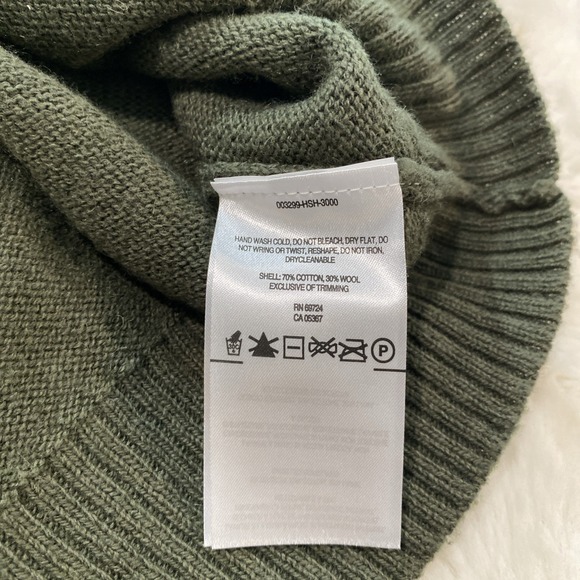 003299-HSH-3000
HAND WASH COLD, DO NOT BLEACH, DRY FLAT, DO
NOT WRING OR TWIST, RESHAPE, DO NOT IRON,
DRYCLEANABLE
SHELL: 70% COTTON, 30% WOOL
EXCLUSIVE OF TRIMMING
RN 69724
CA 05367
P